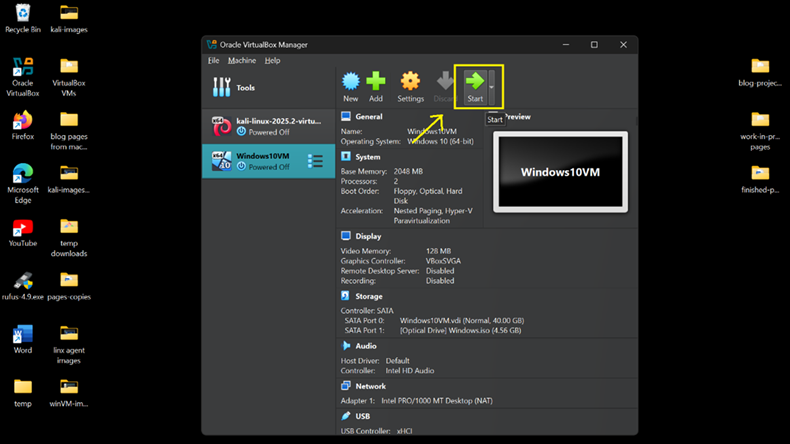 Recycle Bin
kali-images
Oracle VirtualBox
VirtualBox VMs
Firefox
blog pages from mac...
Microsoft Edge
kali-images...
YouTube
temp downloads
rufus-4.9.exe
pages-copies
Word
linx agent images
temp
winVM-im...
Oracle VirtualBox Manager
File Machine Help
Tools
New Add Settings Discard Start
Start
x64
kali-linux-2025.2-virtu...
Powered Off
x64
10
Windows10VM
Powered Off
General
Name: Windows10VM
Operating System: Windows 10 (64-bit)
System
Base Memory: 2048 MB
Processors: 2
Boot Order: Floppy, Optical, Hard
Disk
Acceleration: Nested Paging, Hyper-V
Paravirtualization
Preview
Windows10VM
Display
Video Memory: 128 MB
Graphics Controller: VBoxSVGA
Remote Desktop Server: Disabled
Recording: Disabled
Storage
Controller: SATA
SATA Port 0: Windows10VM.vdi (Normal, 40.00 GB)
SATA Port 1: [Optical Drive] Windows.iso (4.56 GB)
Audio
Host Driver: Default
Controller: Intel HD Audio
Network
Adapter 1: Intel PRO/1000 MT Desktop (NAT)
USB
USB Controller: xHCI
blog-projec...
work-in-pr... pages
finished-p...